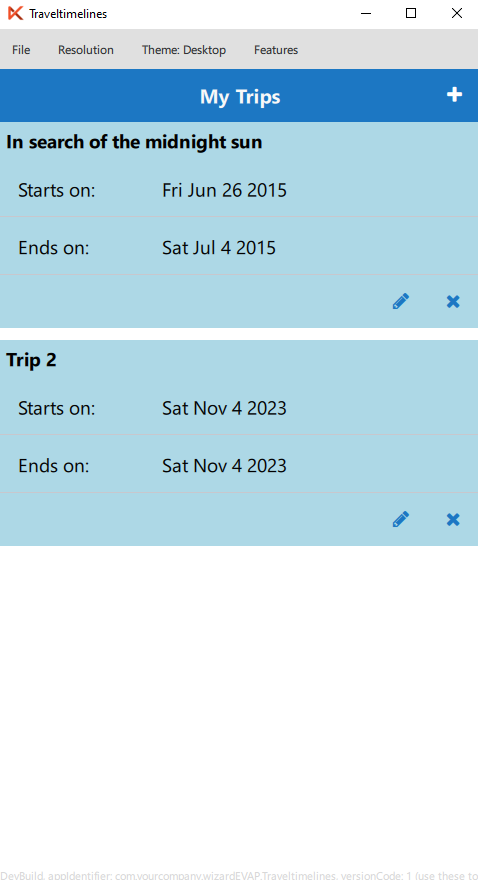 Traveltimelines
File Resolution Theme: Desktop Features
My Trips
In search of the midnight sun
Starts on: Fri Jun 26 2015
Ends on: Sat Jul 4 2015
Trip 2
Starts on: Sat Nov 4 2023
Ends on: Sat Nov 4 2023
DevBuild, appIdentifier: com.yourcompany.wizardEVAP.Traveltimelines, versionCode: 1 (use these to